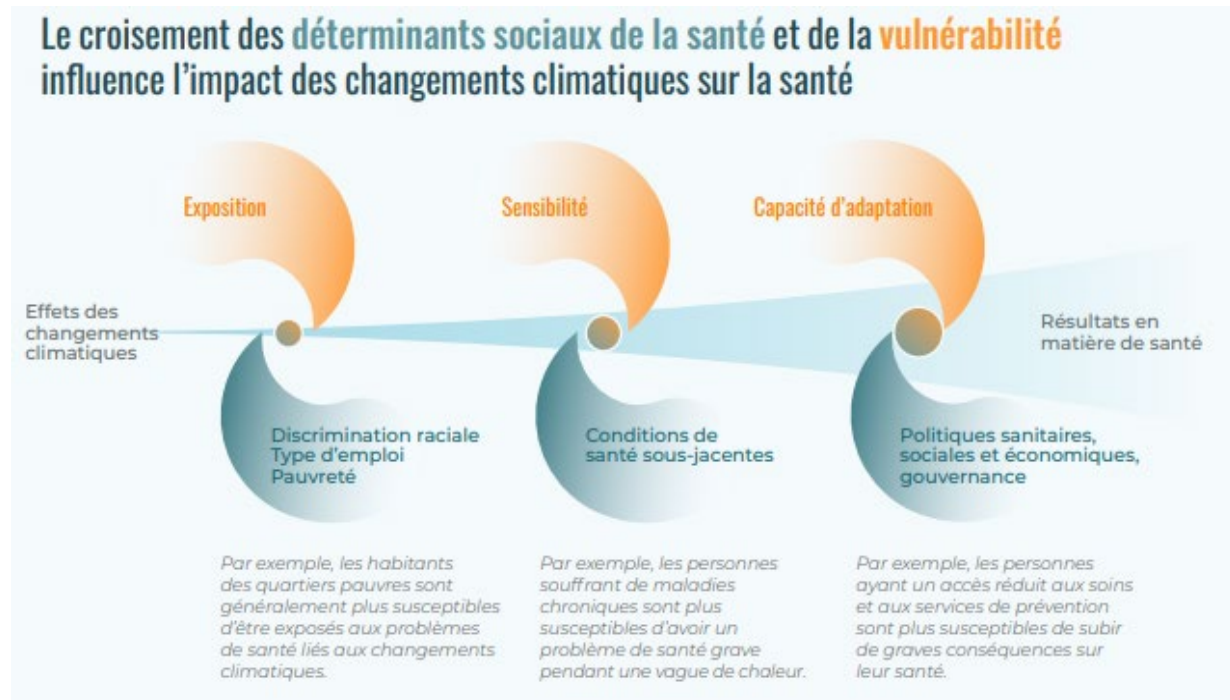 Le croisement des déterminants sociaux de la santé et de la vulnérabilité
influence l'impact des changements climatiques sur la santé
Exposition
Sensibilité
Capacité d'adaptation
Effets des
changements
climatiques
Résultats en
matière de santé
Discrimination raciale
Type d'emploi
Pauvreté
Conditions de
santé sous-jacentes
Politiques sanitaires,
sociales et économiques,
gouvernance
Par exemple, les habitants
des quartiers pauvres sont
généralement plus susceptibles
d'être exposés aux problèmes
de santé liés aux changements
climatiques.
Par exemple, les personnes
souffrant de maladies
chroniques sont plus
susceptibles d'avoir un
problème de santé grave
pendant une vague de chaleur.
Par exemple, les personnes
ayant un accès réduit aux soins
et aux services de prévention
sont plus susceptibles de subir
de graves conséquences sur
leur santé.